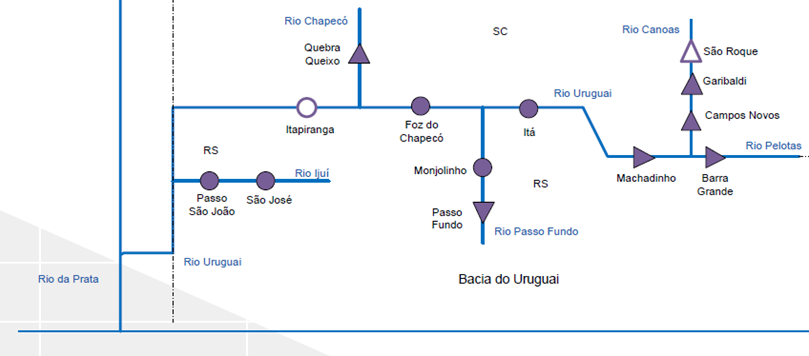 Rio Chapecó
SC
Rio Canoas
Quebra
Queixo
São Roque
Garibaldi
Rio Uruguai
Campos Novos
Itapiranga
Foz do
Chapecó
Itá
Rio Pelotas
RS
Rio Ijuí
Monjolinho
RS
Machadinho
Barra
Grande
Passo
São João
São José
Passo
Fundo
Rio Passo Fundo
Rio Uruguai
Rio da Prata
Bacia do Uruguai